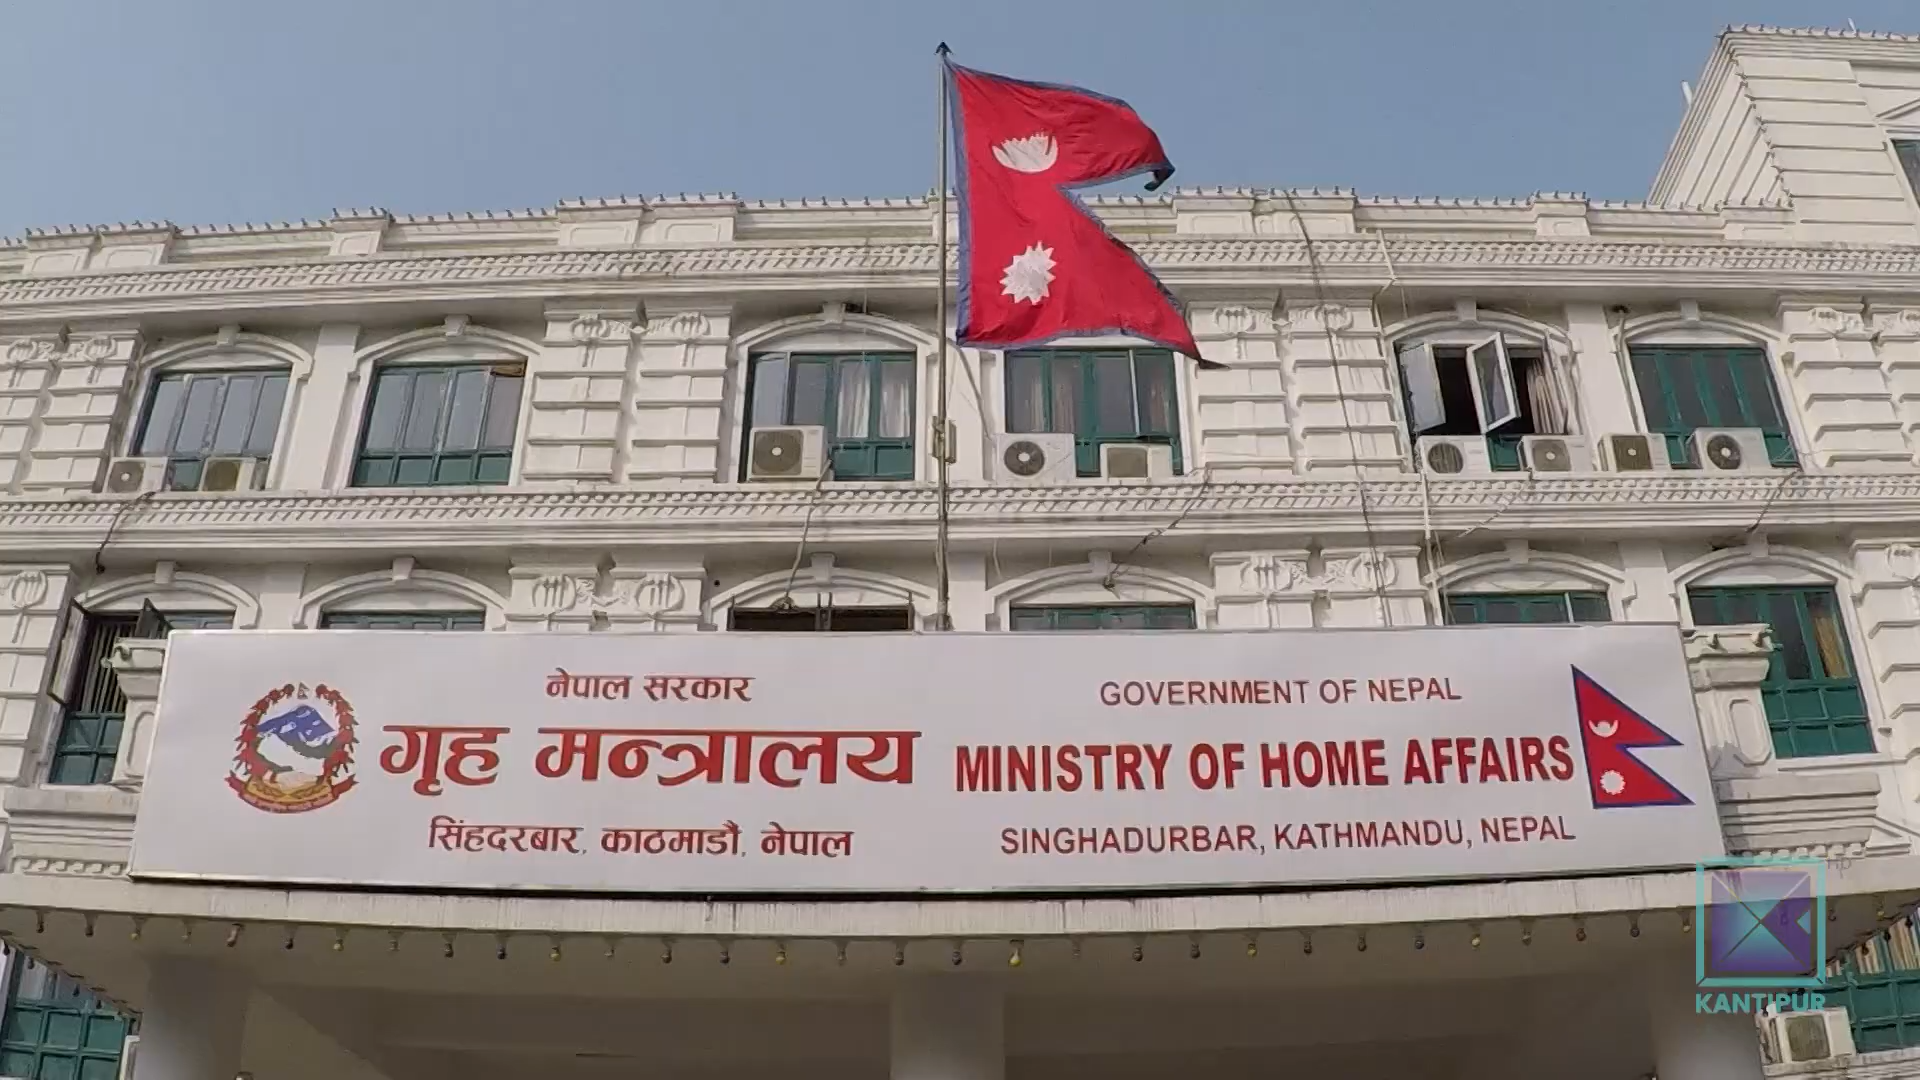 नेपाल सरकार
गृह मन्त्रालय
सिंहदरबार, काठमाडौं, नेपाल
GOVERNMENT OF NEPAL
MINISTRY OF HOME AFFAIRS
SINGHADURBAR, KATHMANDU, NEPAL
KANTIPUR